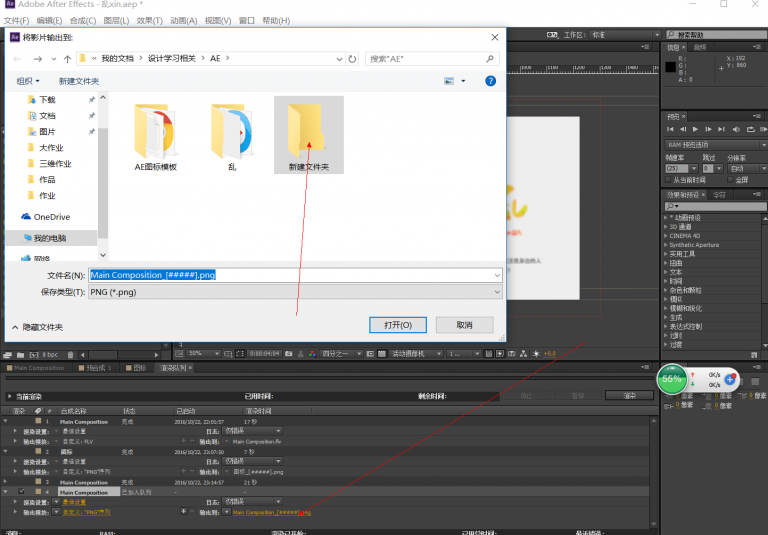 Adobe After Effects - 乱xin.aep *
文件(F) 编辑(E) 合成(C) 图层(L) 效果(T) 动画(A) 视图(V) 窗口 帮助(H)
将影片输出到:
工作区: 标准
搜索帮助
« 我的文档 › 设计学习相关 › AE ›
搜索"AE"
组织
新建文件夹
下载
文档
图片
大作业
三维作业
作品
作业
OneDrive
我的电脑
网络
AE图标模板
乱
新建文件夹
文件名(N): Main Composition_[#####].png
保存类型(T): PNG (*.png)
隐藏文件夹
打开(O)
取消
信息
音频
R:
G:
B:
A: 0
X: 192
Y: 860
预览
RAM 预览选项
帧速率 跳过 分辨率
(25) 0 自动
从当前时间 全屏
效果和预设 字符
* 动画预设
3D 通道
CINEMA 4D
Synthetic Aperture
实用工具
扭曲
文本
时间
杂色和颗粒
模拟
模糊和锐化
生成
表达式控制
过时
过渡
8 bpc
50%
0:00:04:04
四分之一
活动摄像机
1...
+0.0
Main Composition
预合成 1
图标
渲染队列
55%
0K/s
0K/s
当前渲染
已用时间:
剩余时间:
停止
暂停
渲染
像素
渲染
合成名称
状态
已启动
渲染时间
1 Main Composition 完成 2016/10/22, 22:01:57 17 秒
渲染设置: 最佳设置 日志: 仅错误
输出模块: 自定义: FLV 输出到: Main Composition.flv
2 图标 完成 2016/10/22, 23:07:50 7 秒
渲染设置: 最佳设置 日志: 仅错误
输出模块: 自定义: "PNG"序列 输出到: 图标_[#####].png
3 Main Composition 完成 2016/10/22, 23:14:57 21 秒
4 Main Composition 已加入队列 - -
渲染设置: 最佳设置 日志: 仅错误
输出模块: 自定义: "PNG"序列 输出到: Main Composition_[#####].png
消息:
RAM:
渲染已开始:
已用总时间:
最近错误: